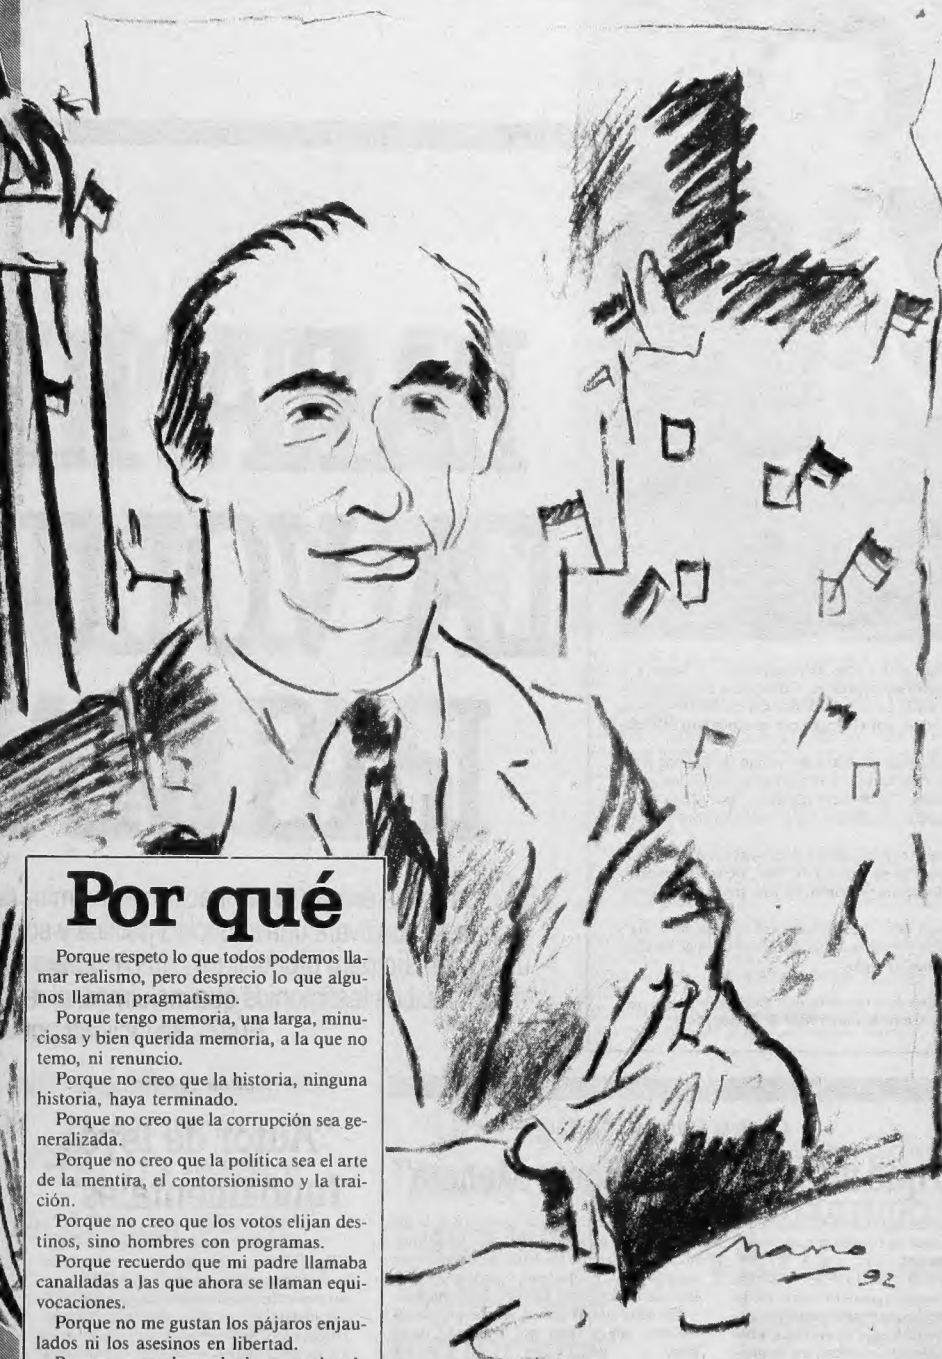 Por qué
Porque respeto lo que todos podemos lla-
mar realismo, pero desprecio lo que algu-
nos llaman pragmatismo.
Porque tengo memoria, una larga, minu-
ciosa y bien querida memoria, a la que no
temo, ni renuncio.
Porque no creo que la historia, ninguna
historia, haya terminado.
Porque no creo que la corrupción sea ge-
neralizada.
Porque no creo que la política sea el arte
de la mentira, el contorsionismo y la trai-
ción.
Porque no creo que los votos elijan des-
tinos, sino hombres con programas.
Porque recuerdo que mi padre llamaba
canalladas a las que ahora se llaman equi-
vocaciones.
Porque no me gustan los pájaros enjau-
lados ni los asesinos en libertad.
92